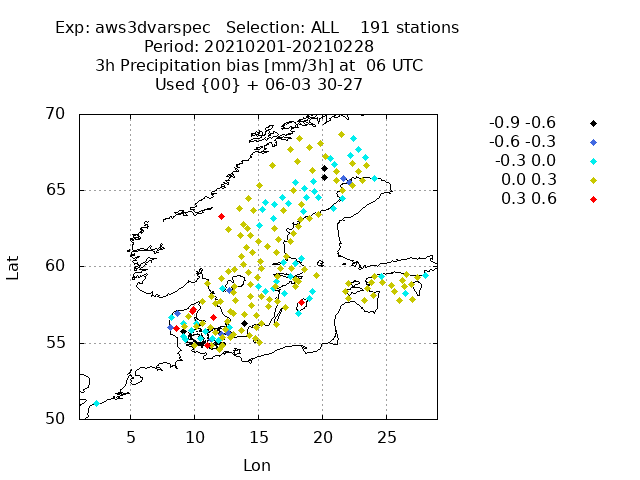 Exp: aws3dvarspec   Selection: ALL    191 stations
Period: 20210201-20210228
3h Precipitation bias [mm/3h] at  06 UTC
Used {00} + 06-03 30-27
-0.9 -0.6
-0.6 -0.3
-0.3 0.0
0.0 0.3
0.3 0.6
70
65
60
55
50
Lat
5 10 15 20 25
Lon